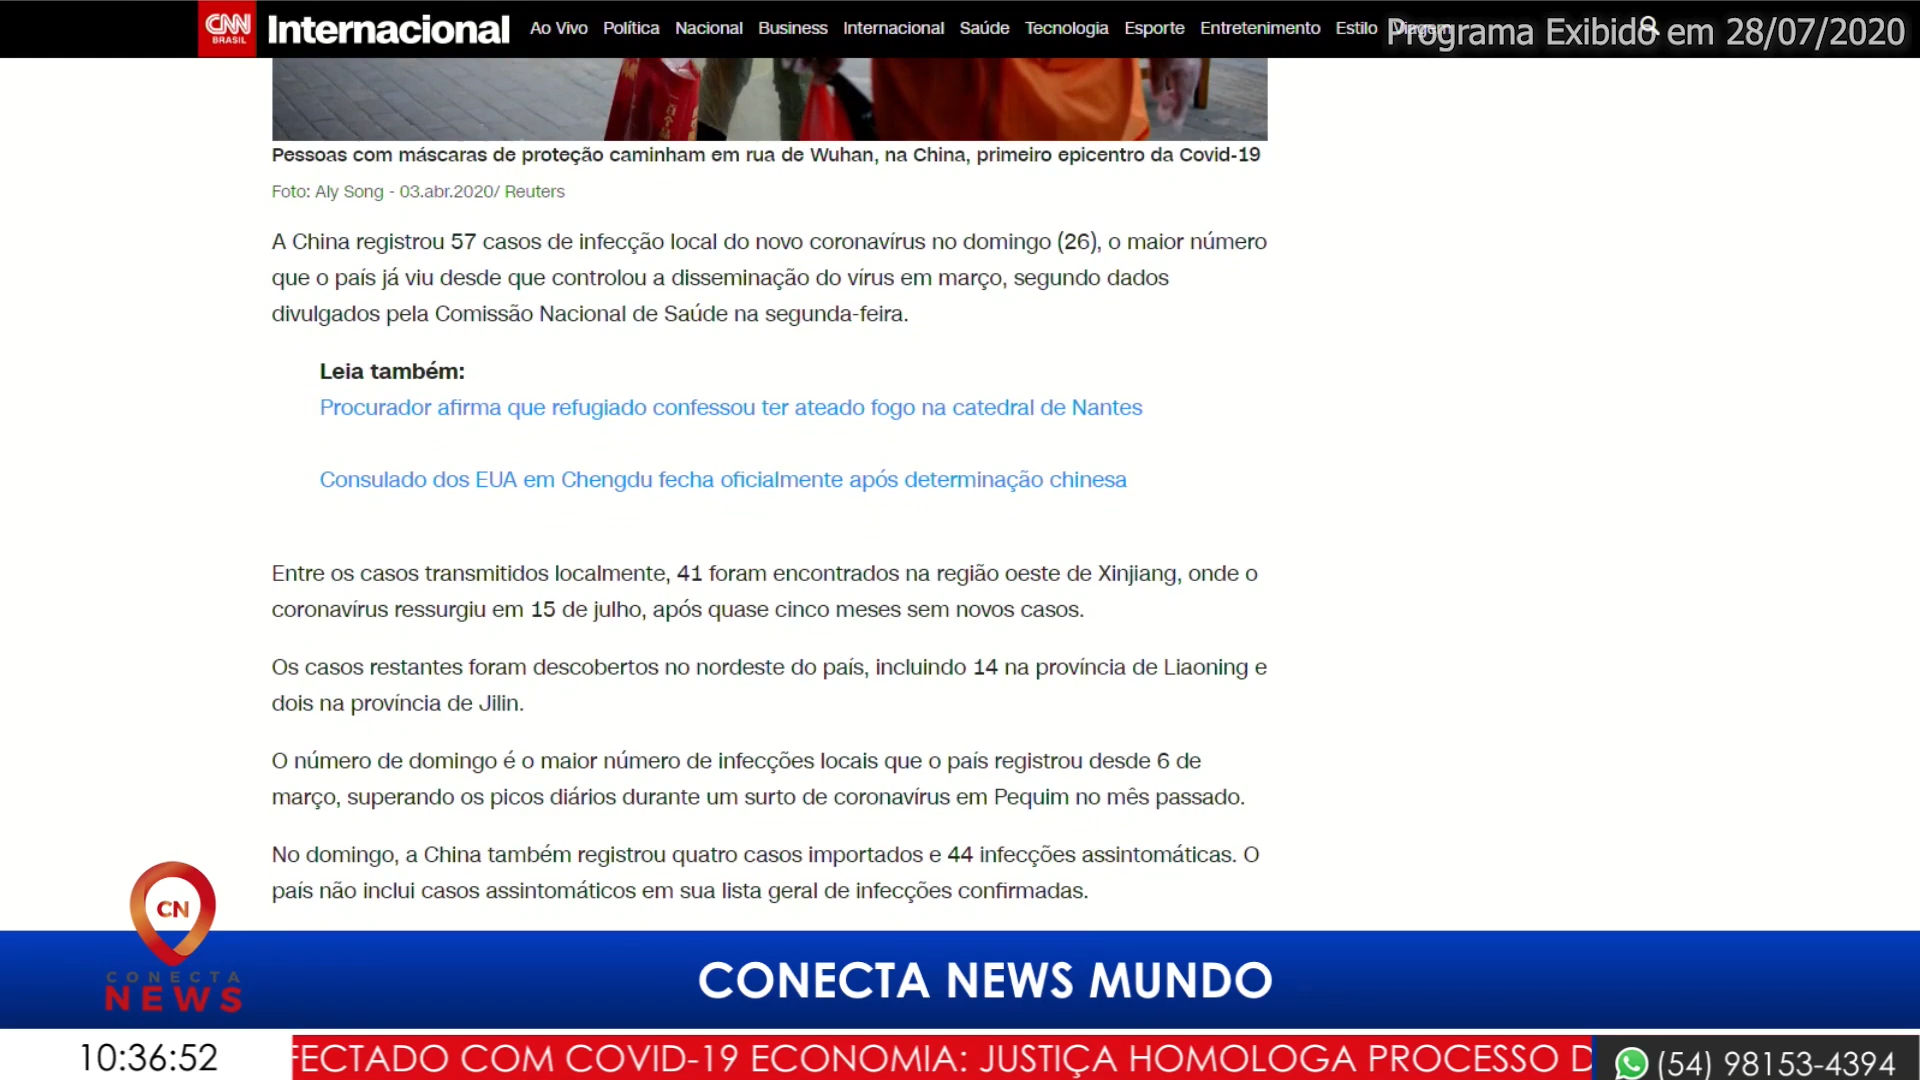 CNN BRASIL Internacional Ao Vivo Política Nacional Business Internacional Saúde Tecnologia Esporte Entretenimento Estilo Viagem
Programa Exibido em 28/07/2020
Pessoas com máscaras de proteção caminham em rua de Wuhan, na China, primeiro epicentro da Covid-19
Foto: Aly Song - 03.abr.2020/ Reuters
A China registrou 57 casos de infecção local do novo coronavírus no domingo (26), o maior número
que o país já viu desde que controlou a disseminação do vírus em março, segundo dados
divulgados pela Comissão Nacional de Saúde na segunda-feira.
Leia também:
Procurador afirma que refugiado confessou ter ateado fogo na catedral de Nantes
Consulado dos EUA em Chengdu fecha oficialmente após determinação chinesa
Entre os casos transmitidos localmente, 41 foram encontrados na região oeste de Xinjiang, onde o
coronavírus ressurgiu em 15 de julho, após quase cinco meses sem novos casos.
Os casos restantes foram descobertos no nordeste do país, incluindo 14 na província de Liaoning e
dois na província de Jilin.
O número de domingo é o maior número de infecções locais que o país registrou desde 6 de
março, superando os picos diários durante um surto de coronavírus em Pequim no mês passado.
No domingo, a China também registrou quatro casos importados e 44 infecções assintomáticas. O
país não inclui casos assintomáticos em sua lista geral de infecções confirmadas.
CN
CONECTA
NEWS
CONECTA NEWS MUNDO
10:36:52
FECTADO COM COVID-19 ECONOMIA: JUSTIÇA HOMOLOGA PROCESSO D
(54) 98153-4394